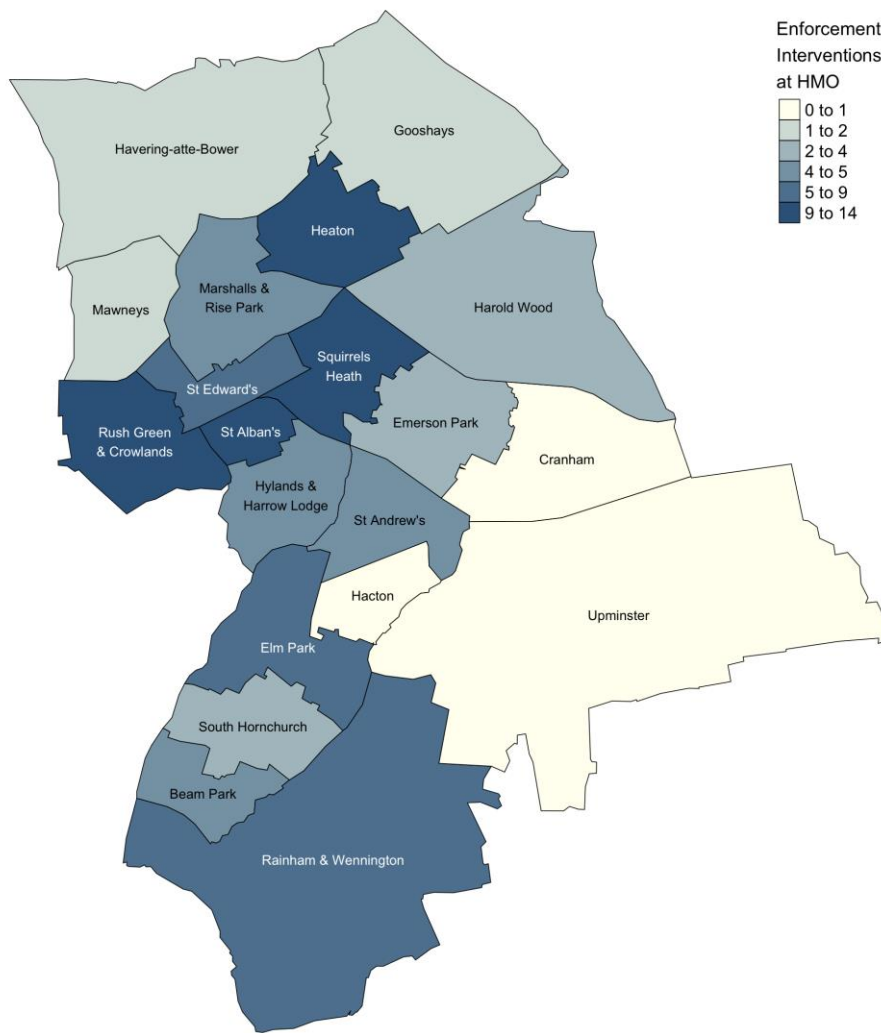 Enforcement
Interventions
at HMO
0 to 1
1 to 2
2 to 4
4 to 5
5 to 9
9 to 14
Gooshays
Havering-atte-Bower
Heaton
Marshalls &
Rise Park
Mawneys
Harold Wood
Squirrels
Heath
St Edward's
Emerson Park
Rush Green
& Crowlands
St Alban's
Cranham
Hylands &
Harrow Lodge
St Andrew's
Hacton
Upminster
Elm Park
South Hornchurch
Beam Park
Rainham & Wennington